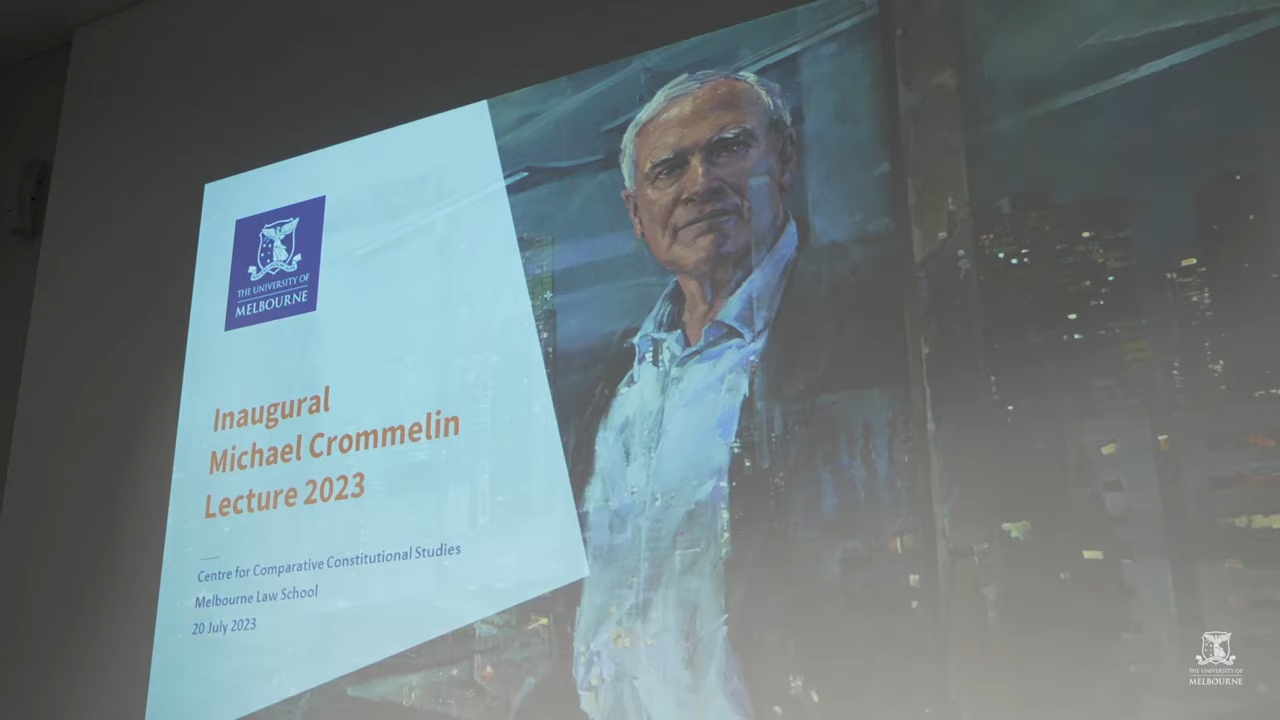 THE UNIVERSITY OF
MELBOURNE
Inaugural
Michael Crommelin
Lecture 2023
Centre for Comparative Constitutional Studies
Melbourne Law School
20 July 2023
THE UNIVERSITY OF
MELBOURNE